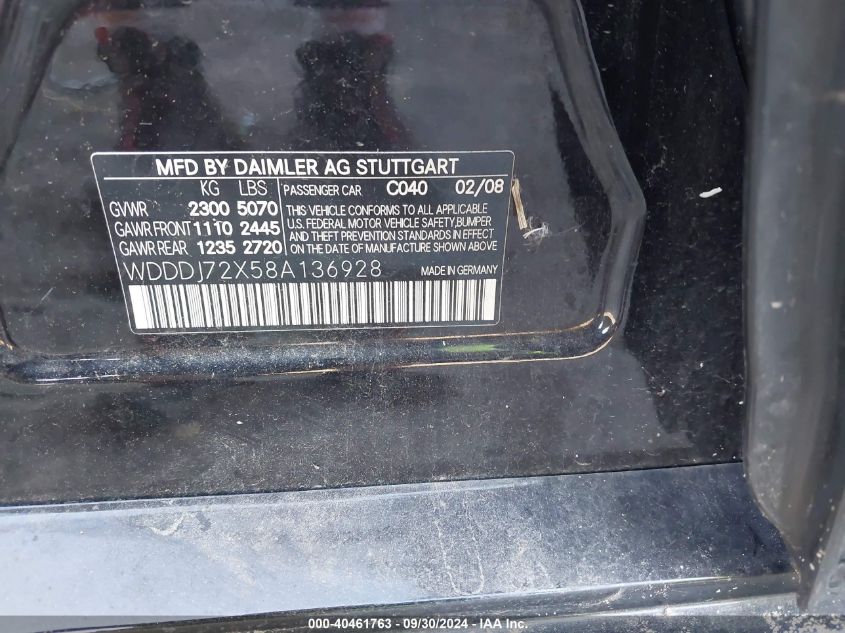 MFD BY DAIMLER AG STUTTGART
KG LBS PASSENGER CAR C040 02/08
GVWR 2300 5070
GAWR FRONT 1110 2445
GAWR REAR 1235 2720
THIS VEHICLE CONFORMS TO ALL APPLICABLE
U.S. FEDERAL MOTOR VEHICLE SAFETY,BUMPER
AND THEFT PREVENTION STANDARDS IN EFFECT
ON THE DATE OF MANUFACTURE SHOWN ABOVE
WDDDJ72X58A136928 MADE IN GERMANY
000-40461763 - 09/30/2024 - IAA Inc.